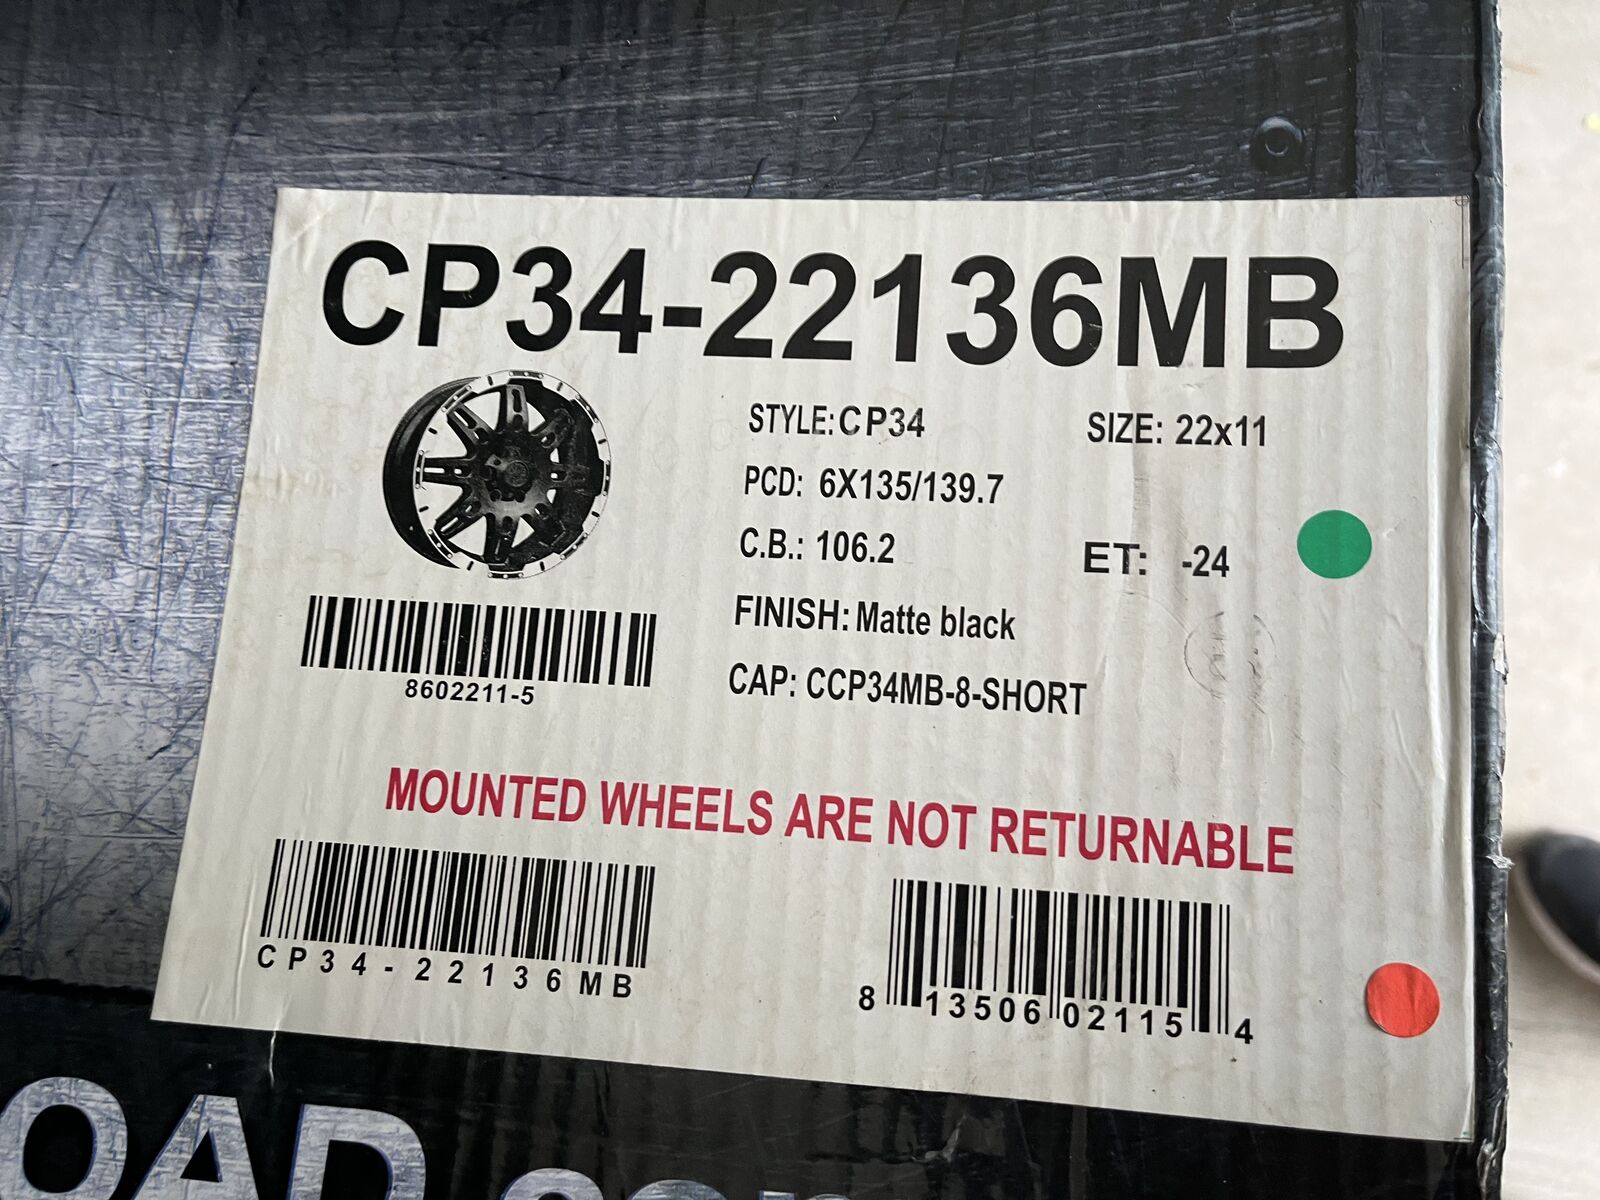 CP34-22136MB
STYLE: CP34 SIZE: 22x11
PCD: 6X135/139.7
C.B.: 106.2 ET: -24
FINISH: Matte black
8602211-5
CAP: CCP34MB-8-SHORT
MOUNTED WHEELS ARE NOT RETURNABLE
CP34-22136MB
8 13506 02115 4
OAD